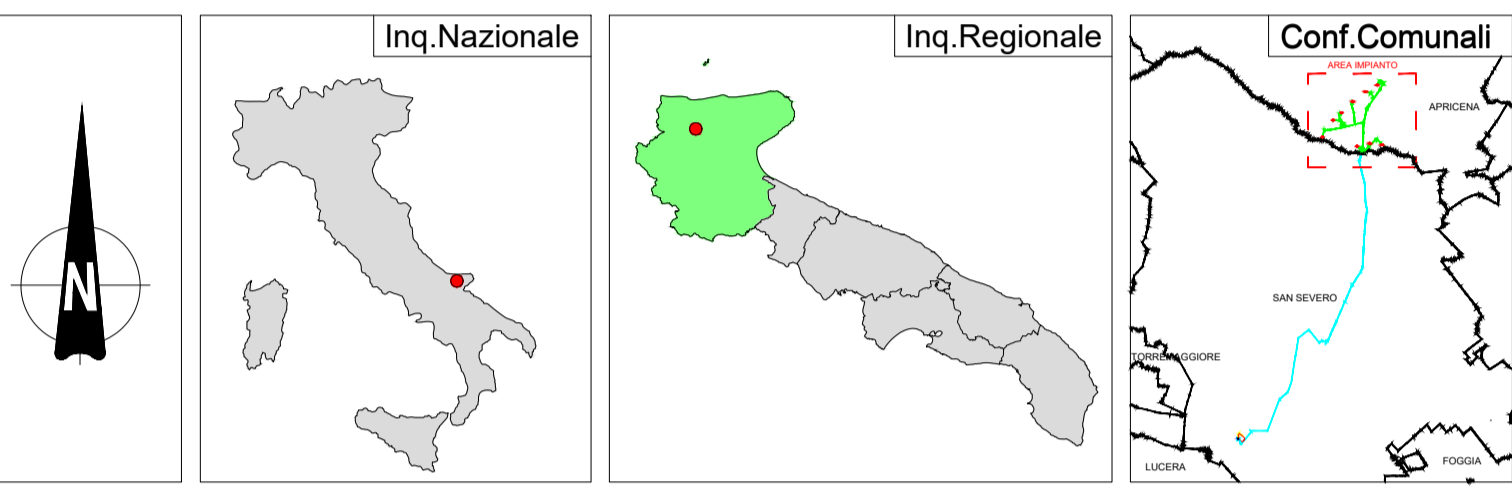 N
Inq.Nazionale
Inq.Regionale
Conf.Comunali
AREA IMPIANTO
APRICENA
SAN SEVERO
TORREMAGGIORE
LUCERA
FOGGIA